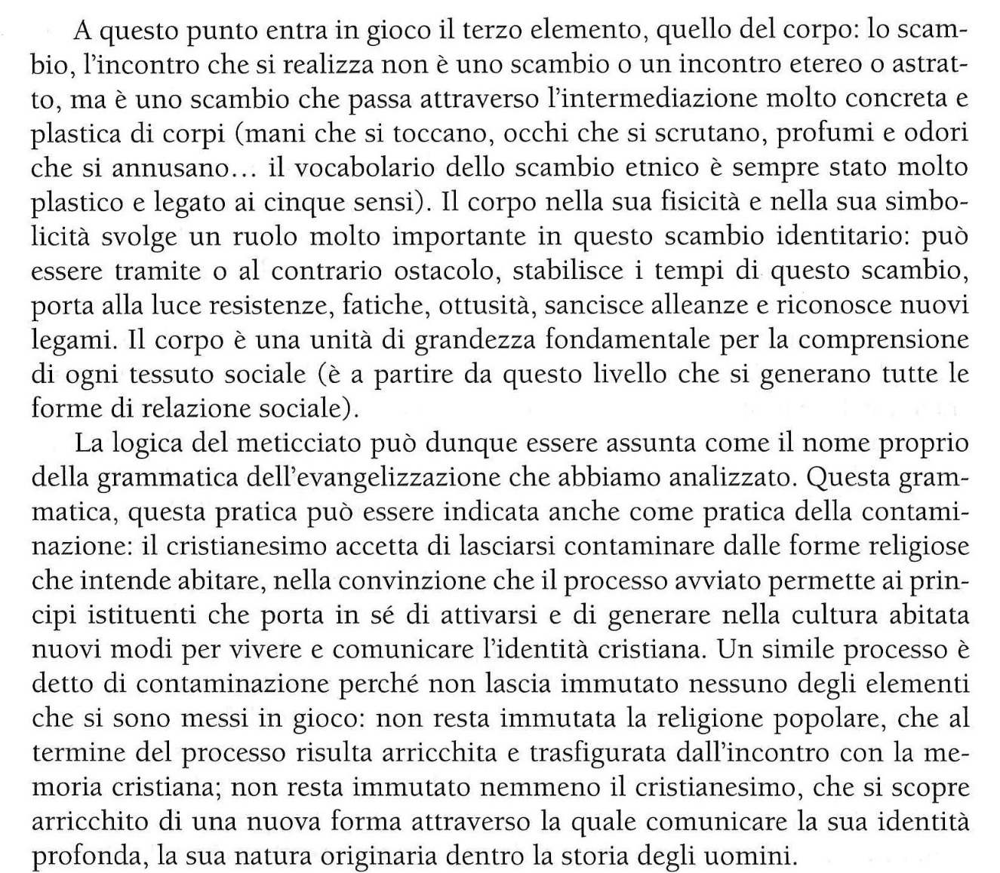 A questo punto entra in gioco il terzo elemento, quello del corpo: lo scam-
bio, l'incontro che si realizza non è uno scambio o un incontro etereo o astrat-
to, ma è uno scambio che passa attraverso l'intermediazione molto concreta e
plastica di corpi (mani che si toccano, occhi che si scrutano, profumi e odori
che si annusano... il vocabolario dello scambio etnico è sempre stato molto
plastico e legato ai cinque sensi). Il corpo nella sua fisicità e nella sua simbo-
licità svolge un ruolo molto importante in questo scambio identitario: può
essere tramite o al contrario ostacolo, stabilisce i tempi di questo scambio,
porta alla luce resistenze, fatiche, ottusità, sancisce alleanze e riconosce nuovi
legami. Il corpo è una unità di grandezza fondamentale per la comprensione
di ogni tessuto sociale (è a partire da questo livello che si generano tutte le
forme di relazione sociale).
La logica del meticciato può dunque essere assunta come il nome proprio
della grammatica dell'evangelizzazione che abbiamo analizzato. Questa gram-
matica, questa pratica può essere indicata anche come pratica della contami-
nazione: il cristianesimo accetta di lasciarsi contaminare dalle forme religiose
che intende abitare, nella convinzione che il processo avviato permette ai prin-
cipi istituenti che porta in sé di attivarsi e di generare nella cultura abitata
nuovi modi per vivere e comunicare l'identità cristiana. Un simile processo è
detto di contaminazione perché non lascia immutato nessuno degli elementi
che si sono messi in gioco: non resta immutata la religione popolare, che al
termine del processo risulta arricchita e trasfigurata dall'incontro con la me-
moria cristiana; non resta immutato nemmeno il cristianesimo, che si scopre
arricchito di una nuova forma attraverso la quale comunicare la sua identità
profonda, la sua natura originaria dentro la storia degli uomini.